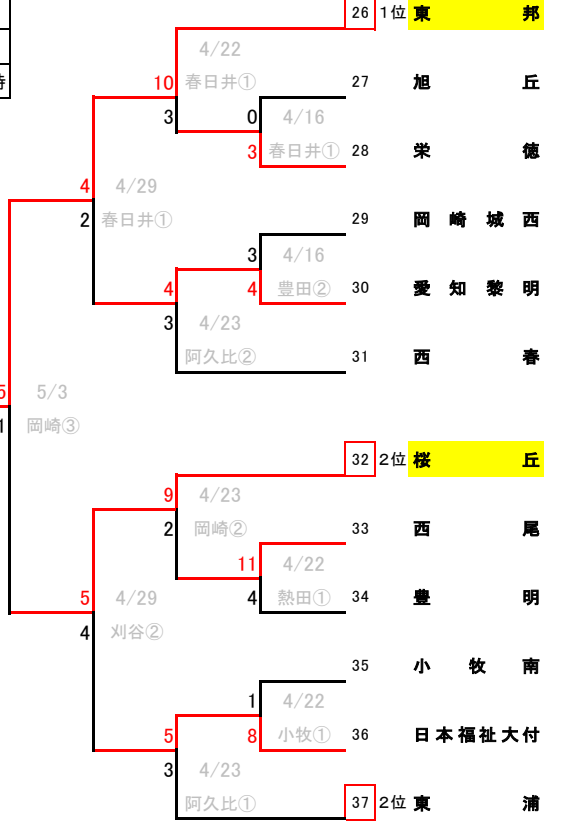 26 1位 東邦
4/22
時
10 春日井① 27 旭丘
3 0 4/16
3 春日井① 28 栄徳
4 4/29
2 春日井① 29 岡崎城西
3 4/16
4 4 豊田② 30 愛知黎明
3 4/23
阿久比② 31 西春
5 5/3
1 岡崎③
32 2位 桜丘
9 4/23
2 岡崎② 33 西尾
11 4/22
5 4/29 4 熱田① 34 豊明
4 刈谷②
35 小牧南
1 4/22
5 8 小牧① 36 日本福祉大付
3 4/23
阿久比① 37 2位 東浦